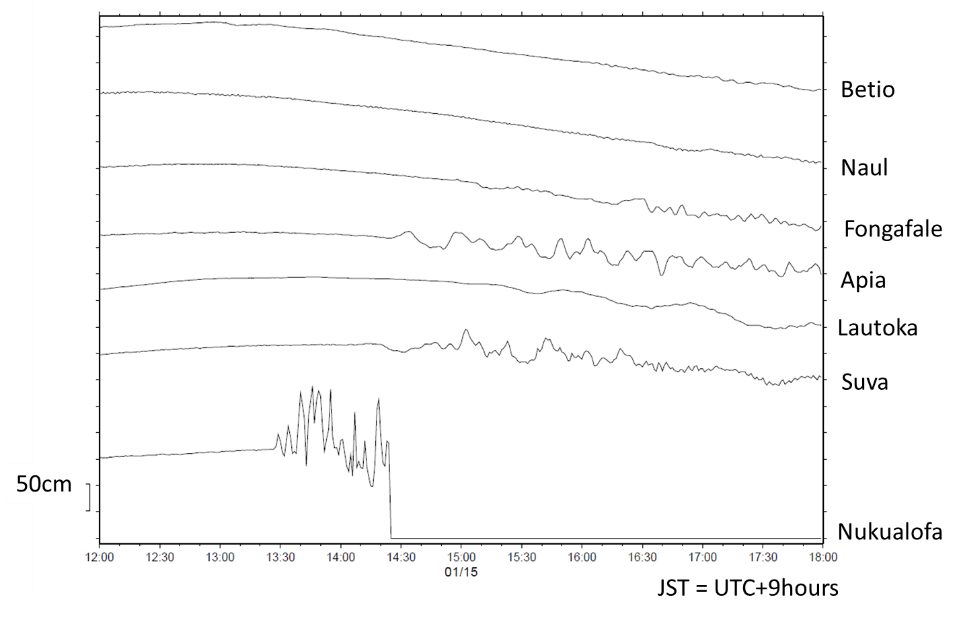 Betio
Naul
Fongafale
Apia
Lautoka
Suva
50cm
Nukualofa
12:00 12:30 13:00 13:30 14:00 14:30 15:00 15:30 16:00 16:30 17:00 17:30 18:00
01/15
JST = UTC+9hours